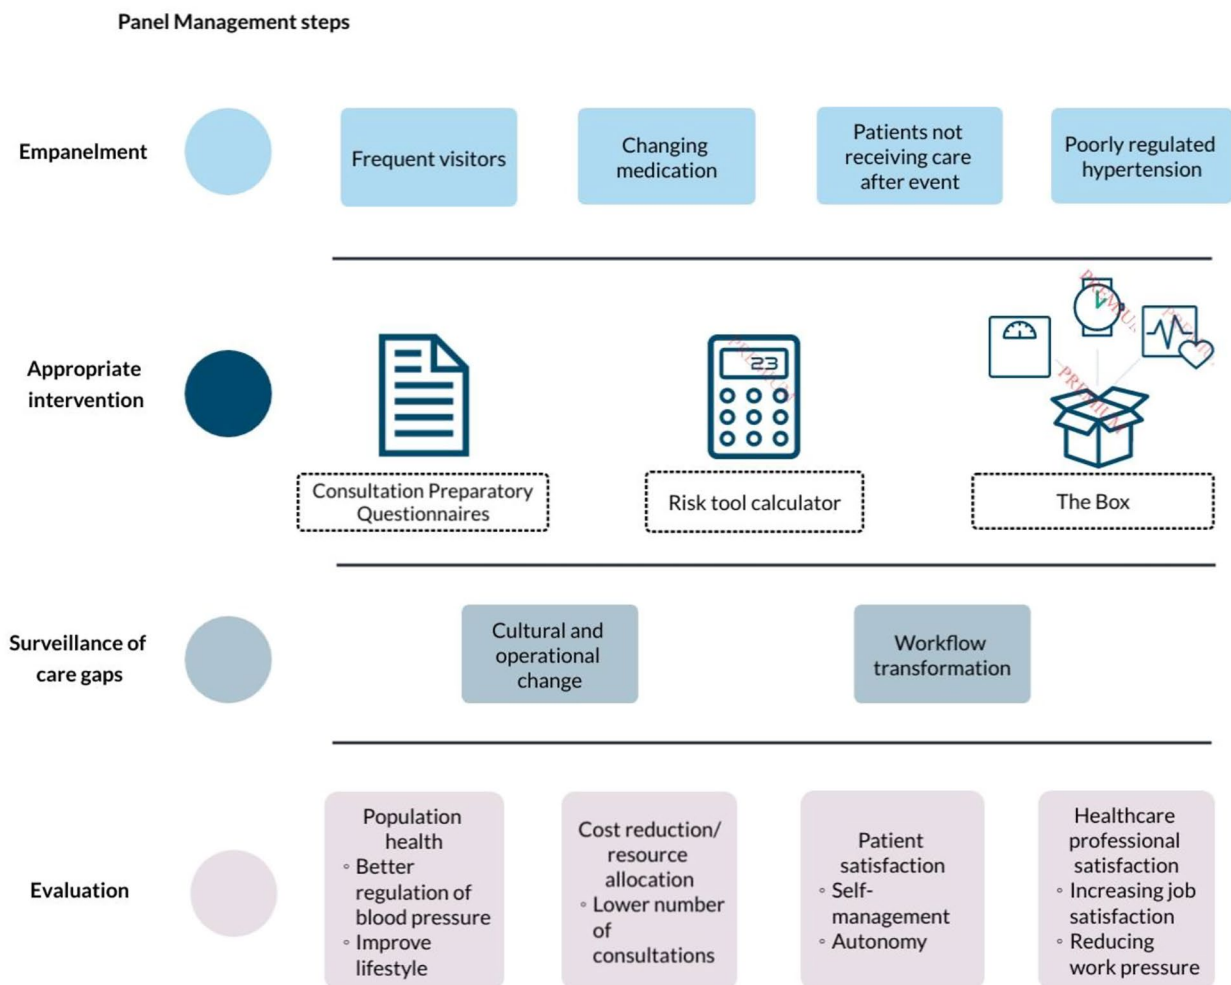 Panel Management steps
Empanelment
Frequent visitors
Changing
medication
Patients not
receiving care
after event
Poorly regulated
hypertension
Appropriate
intervention
23
PREMIUM
PREMIUM
PREMIUM
Consultation Preparatory
Questionnaires
Risk tool calculator
The Box
Surveillance of
care gaps
Cultural and
operational
change
Workflow
transformation
Evaluation
Population
health
◦ Better
regulation of
blood pressure
◦ Improve
lifestyle
Cost reduction/
resource
allocation
◦ Lower number
of
consultations
Patient
satisfaction
◦ Self-
management
◦ Autonomy
Healthcare
professional
satisfaction
◦ Increasing job
satisfaction
◦ Reducing
work pressure